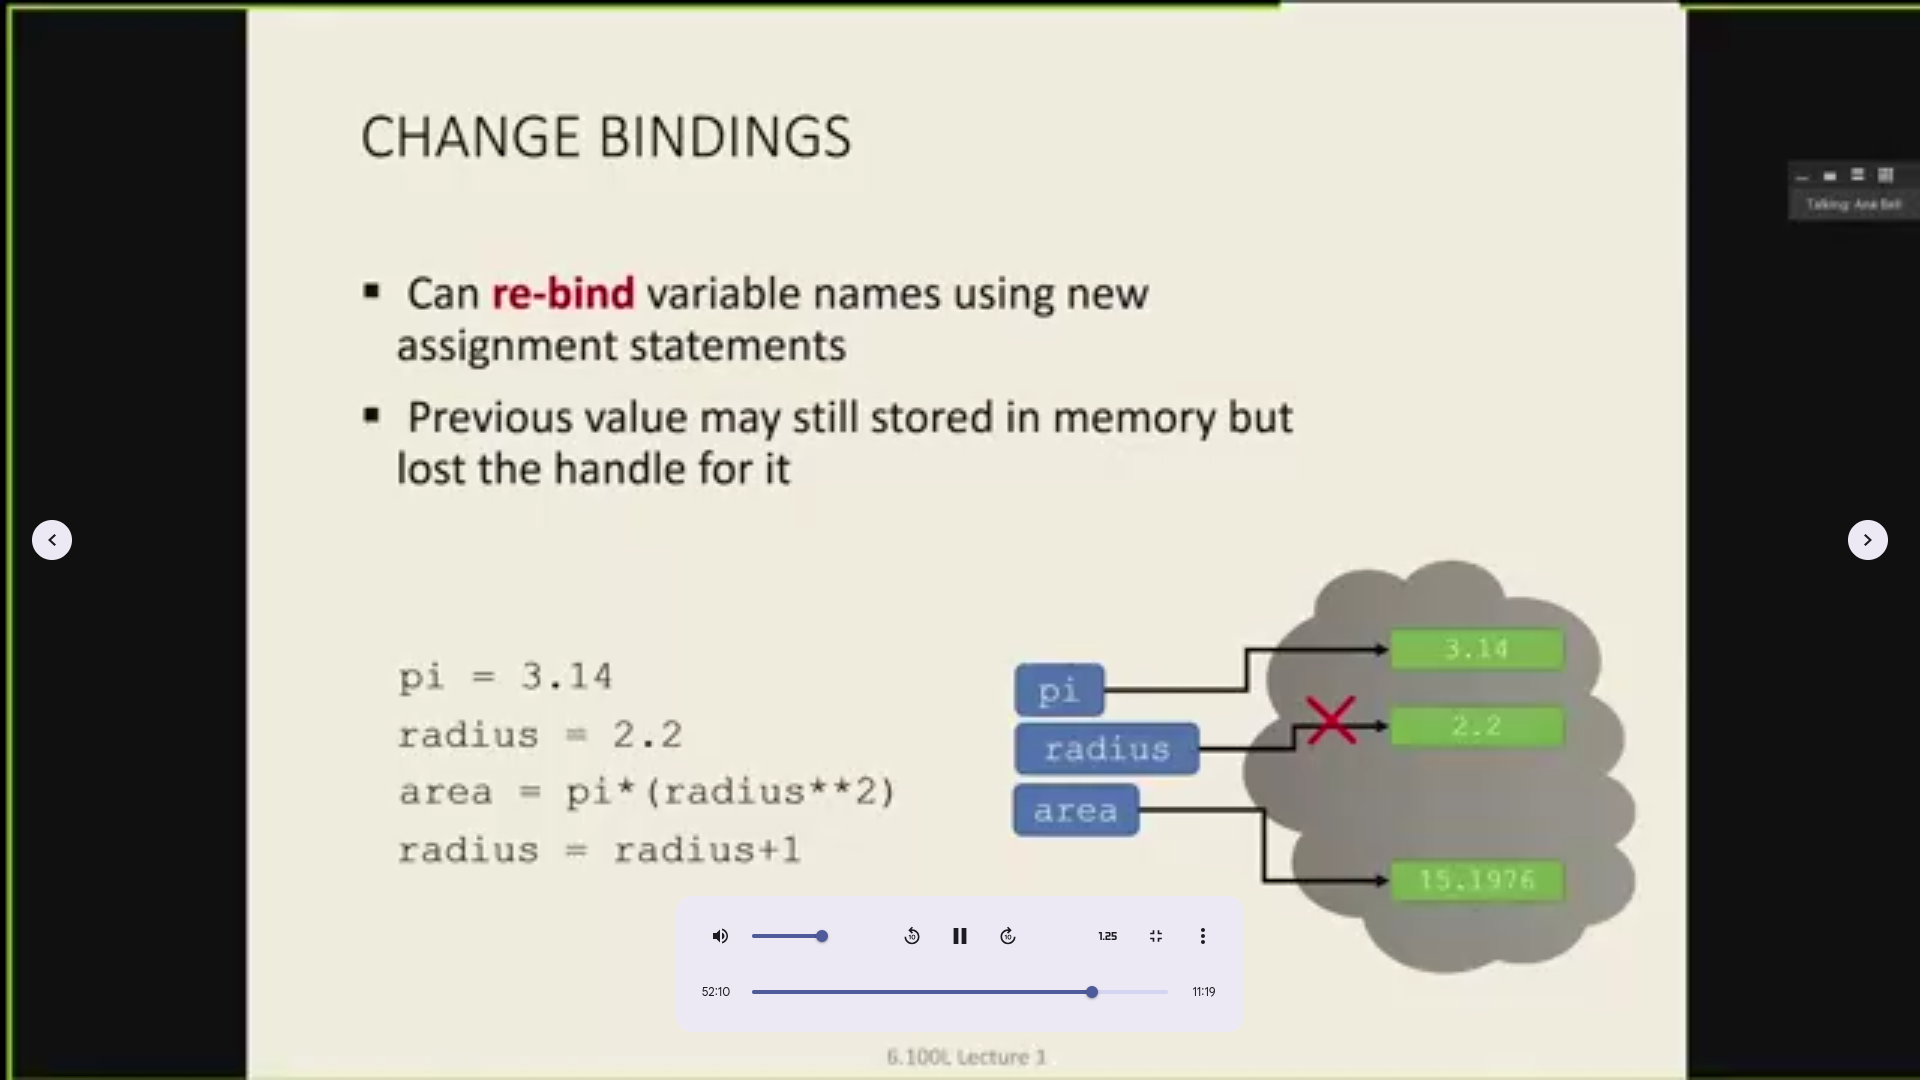 CHANGE BINDINGS
Talking: Ana Bell
▪ Can re-bind variable names using new
assignment statements
▪ Previous value may still stored in memory but
lost the handle for it
pi = 3.14
radius = 2.2
area = pi*(radius**2)
radius = radius+1
pi
radius
area
3.14
2.2
15.1976
10
10
1.25
52:10
11:19
6.100L Lecture 1